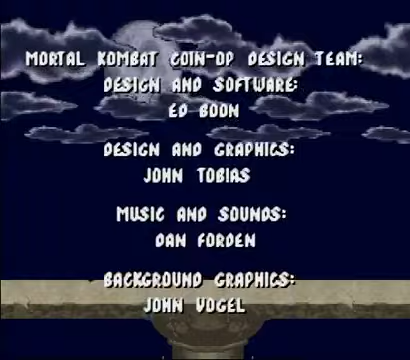 MORTAL KOMBAT COIN-OP DESIGN TEAM:
DESIGN AND SOFTWARE:
ED BOON
DESIGN AND GRAPHICS:
JOHN TOBIAS
MUSIC AND SOUNDS:
DAN FORDEN
BACKGROUND GRAPHICS:
JOHN VOGEL